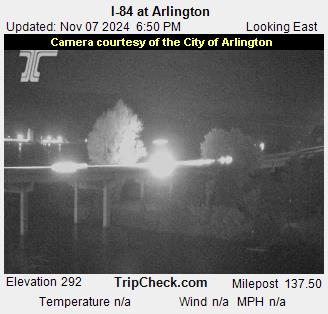 I-84 at Arlington
Updated: Nov 07 2024 6:50 PM Looking East
Camera courtesy of the City of Arlington
Elevation 292 TripCheck.com Milepost 137.50
Temperature n/a Wind n/a MPH n/a